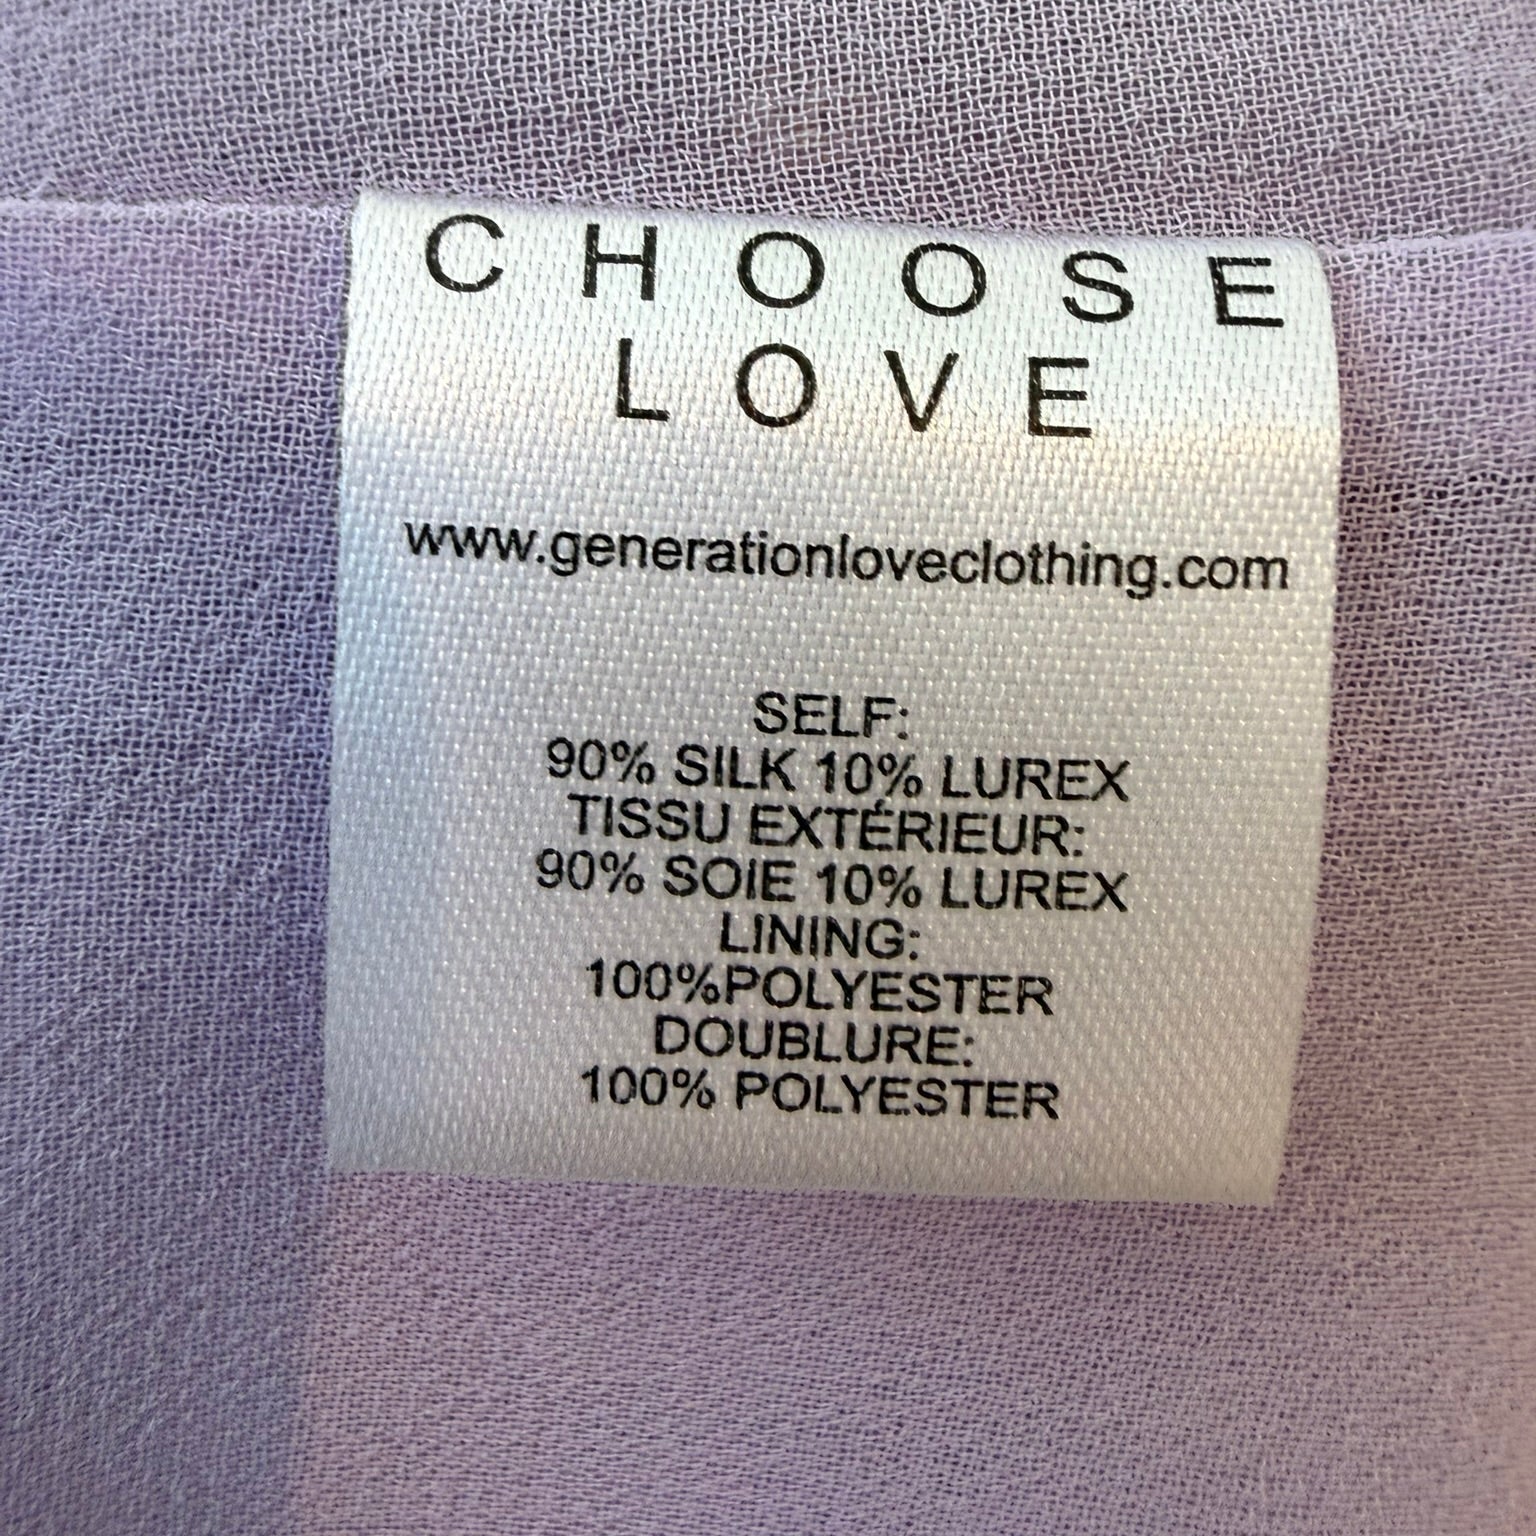 CHOOSE
LOVE
www.generationloveclothing.com
SELF:
90% SILK 10% LUREX
TISSU EXTÉRIEUR:
90% SOIE 10% LUREX
LINING:
100%POLYESTER
DOUBLURE:
100% POLYESTER